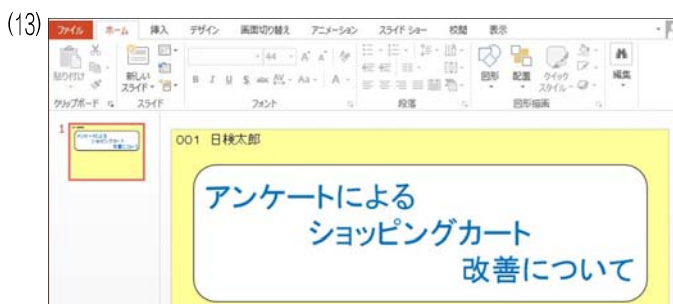 (13)
ファイル ホーム 挿入 デザイン 画面切り替え アニメーション スライド ショー 校閲 表示
44 A A
貼り付け 新しい スライド 図形 配置 クイック スタイル 編集
B I U S abc AV Aa A
クリップボード スライド フォント 段落 図形描画
1
001 日検太郎
アンケートによる
ショッピングカート
改善について